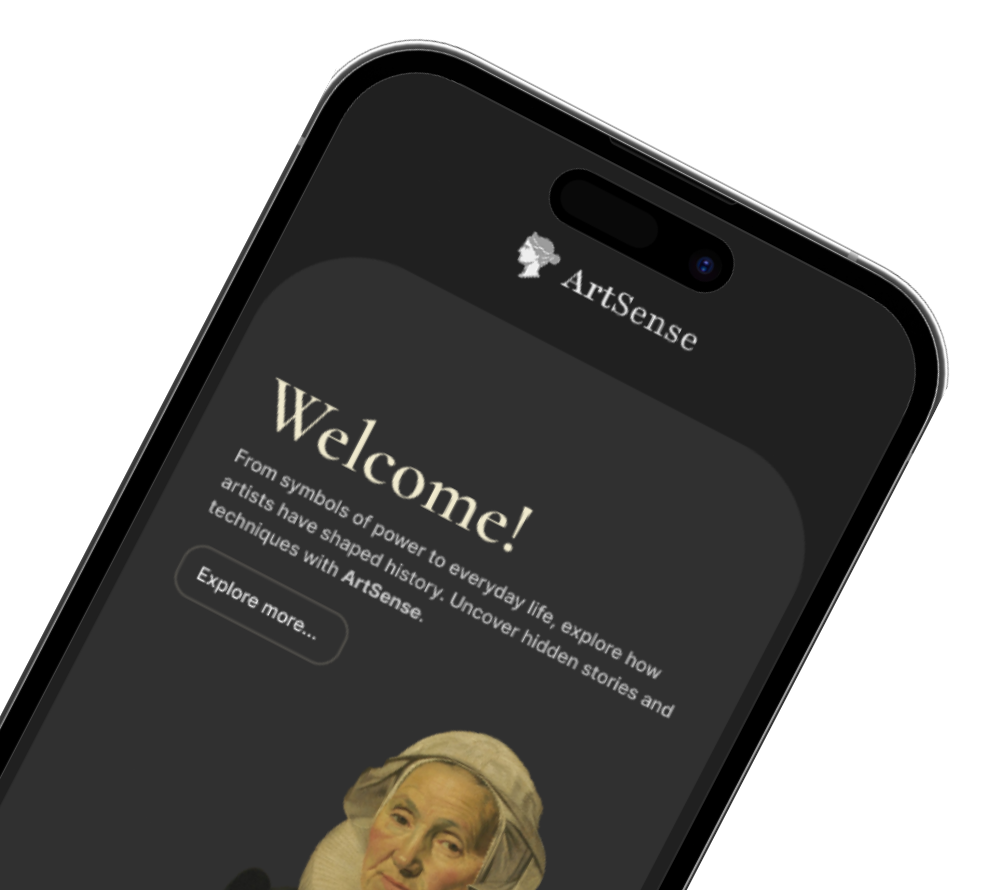 ArtSense
Welcome!
From symbols of power to everyday life, explore how
artists have shaped history. Uncover hidden stories and
techniques with ArtSense.
Explore more...